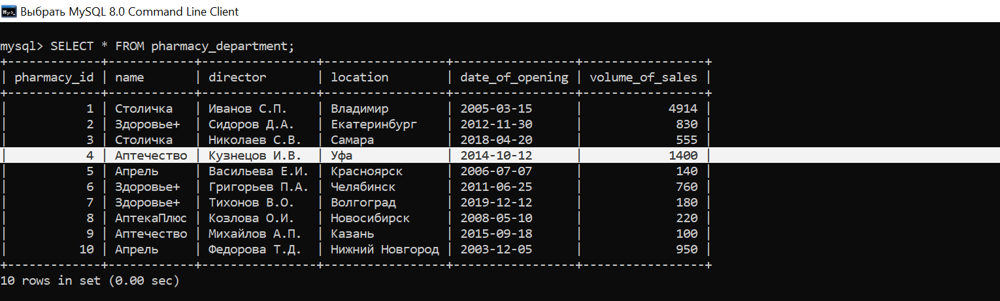 Выбрать MySQL 8.0 Command Line Client
mysql> SELECT * FROM pharmacy_department;
+-------------+------------+----------------+-----------------+-----------------+-----------------+
| pharmacy_id | name       | director       | location        | date_of_opening | volume_of_sales |
+-------------+------------+----------------+-----------------+-----------------+-----------------+
|           1 | Столичка   | Иванов С.П.    | Владимир        | 2005-03-15      |            4914 |
|           2 | Здоровье+  | Сидоров Д.А.   | Екатеринбург    | 2012-11-30      |             830 |
|           3 | Столичка   | Николаев С.В.  | Самара          | 2018-04-20      |             555 |
|           4 | Аптечество | Кузнецов И.В.  | Уфа             | 2014-10-12      |            1400 |
|           5 | Апрель     | Васильева Е.И. | Красноярск      | 2006-07-07      |             140 |
|           6 | Здоровье+  | Григорьев П.А. | Челябинск       | 2011-06-25      |             760 |
|           7 | Здоровье+  | Тихонов В.О.   | Волгоград       | 2019-12-12      |             180 |
|           8 | АптекаПлюс | Козлова О.И.   | Новосибирск     | 2008-05-10      |             220 |
|           9 | Аптечество | Михайлов А.П.  | Казань          | 2015-09-18      |             100 |
|          10 | Апрель     | Федорова Т.Д.  | Нижний Новгород | 2003-12-05      |             950 |
+-------------+------------+----------------+-----------------+-----------------+-----------------+
10 rows in set (0.00 sec)